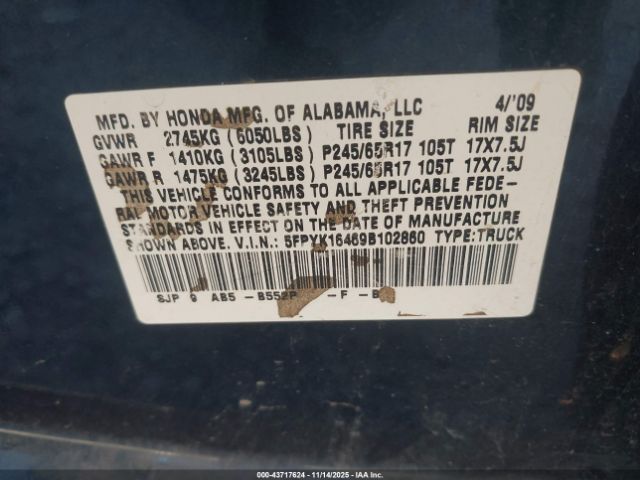 MFD. BY HONDA MFG. OF ALABAMA, LLC 4/'09
GVWR 2745KG (6050LBS) TIRE SIZE RIM SIZE
GAWR F 1410KG (3105LBS) P245/65R17 105T 17X7.5J
GAWR R 1475KG (3245LBS) P245/65R17 105T 17X7.5J
THIS VEHICLE CONFORMS TO ALL APPLICABLE FEDE-
RAL MOTOR VEHICLE SAFETY AND THEFT PREVENTION
STANDARDS IN EFFECT ON THE DATE OF MANUFACTURE
SHOWN ABOVE. V.I.N.: 5FPYK16469B102860 TYPE:TRUCK
SJP 9 AB5 -B552P -F -B
000-43717624 - 11/14/2025 - IAA Inc.